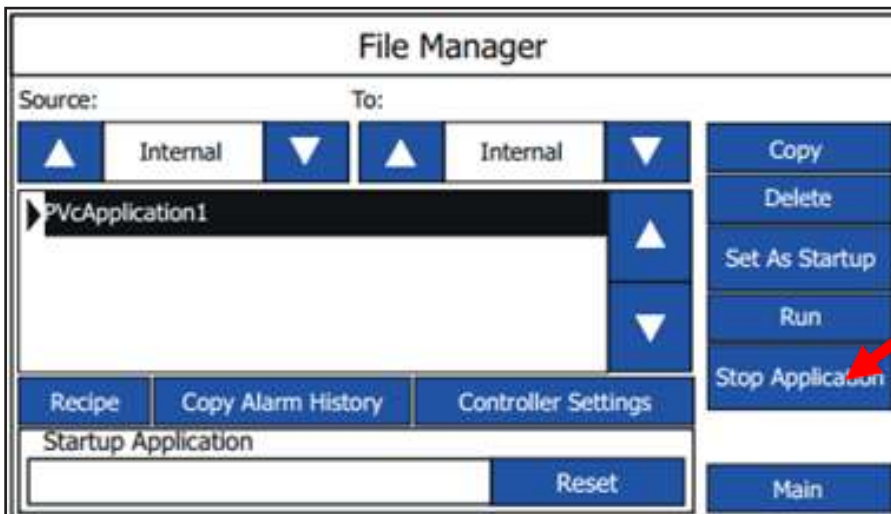 File Manager
Source: To:
Internal Internal
Copy
PVcApplication1
Delete
Set As Startup
Run
Stop Application
Recipe Copy Alarm History Controller Settings
Startup Application
Reset
Main